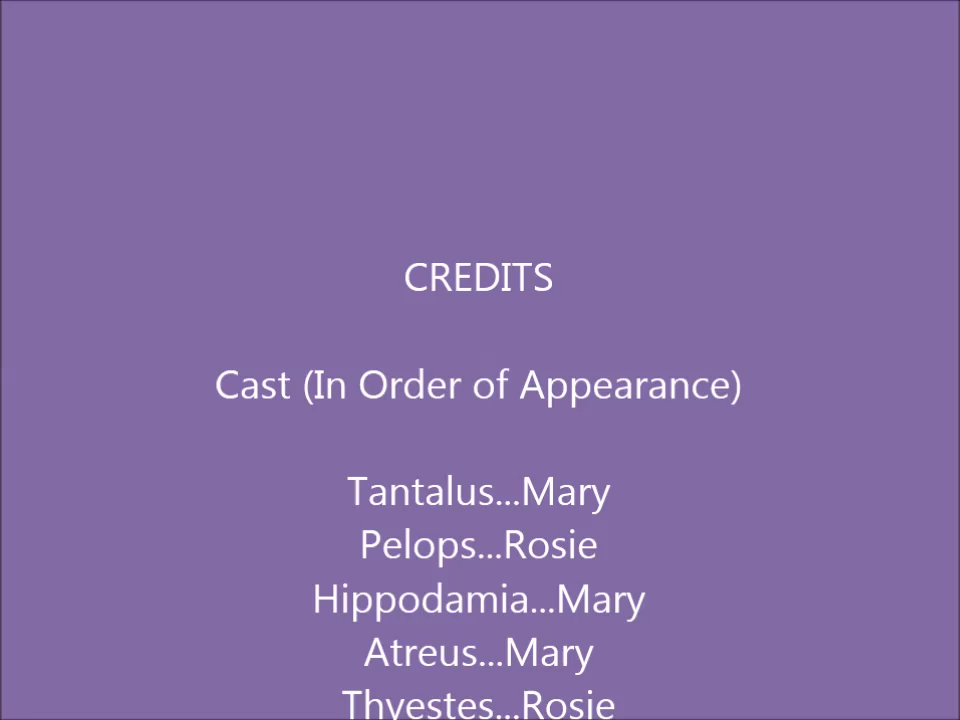 CREDITS
Cast (In Order of Appearance)
Tantalus...Mary
Pelops...Rosie
Hippodamia...Mary
Atreus...Mary
Thyestes...Rosie